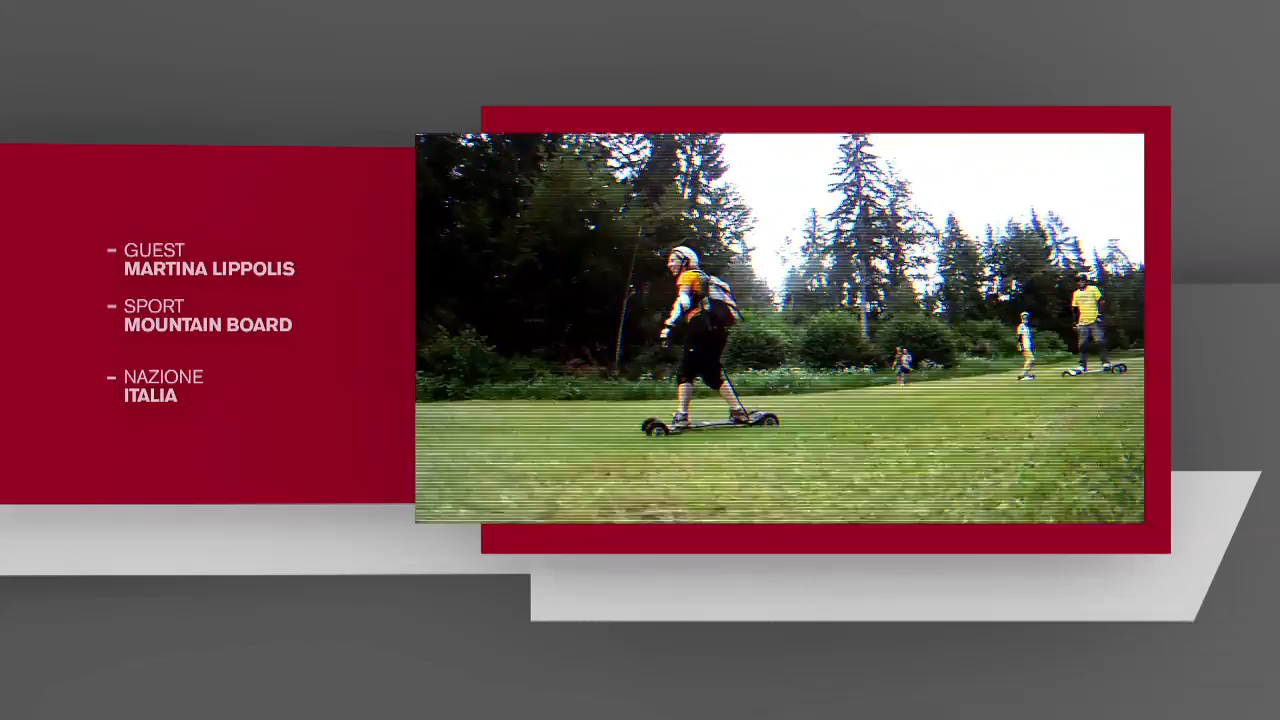 – GUEST
MARTINA LIPPOLIS
– SPORT
MOUNTAIN BOARD
– NAZIONE
ITALIA